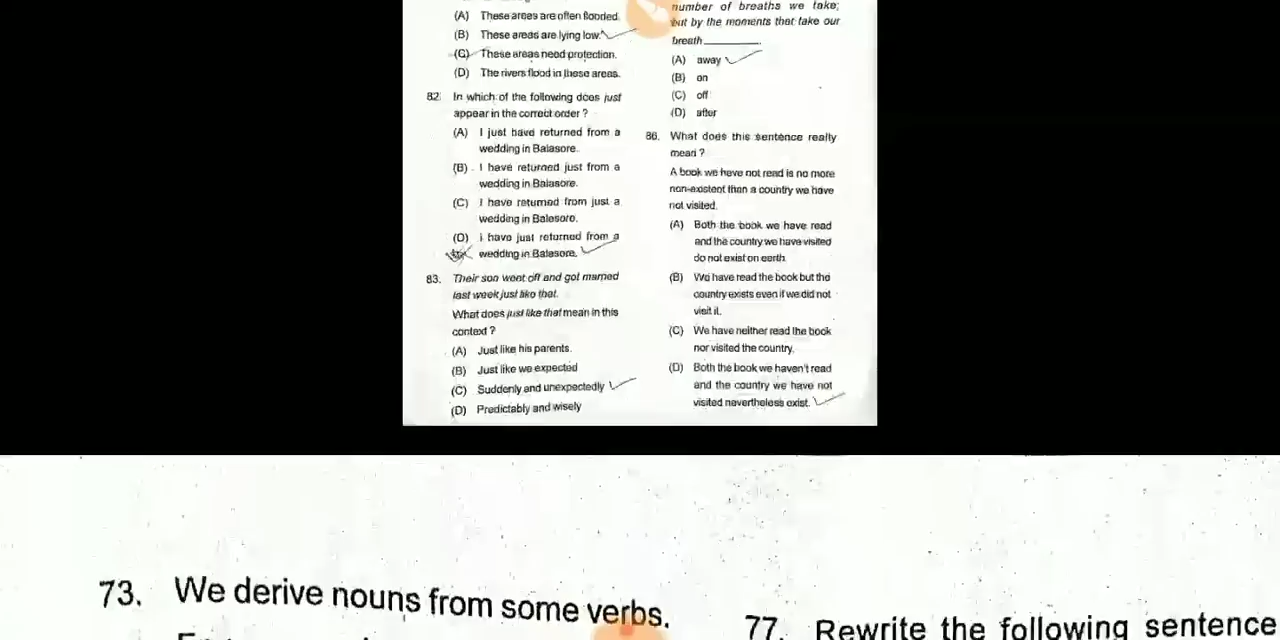 (A) These areas are often flooded.
(B) These areas are lying low.
(C) These areas need protection.
(D) The rivers flood in these areas.
82. In which of the following does just
appear in the correct order ?
(A) I just have returned from a
wedding in Balasore.
(B) I have returned just from a
wedding in Balasore.
(C) I have returned from just a
wedding in Balasore.
(D) I have just returned from a
wedding in Balasore.
83. Their son went off and got married
last week just like that.
What does just like that mean in this
context ?
(A) Just like his parents.
(B) Just like we expected
(C) Suddenly and unexpectedly
(D) Predictably and wisely
number of breaths we take;
but by the moments that take our
breath ________.
(A) away
(B) on
(C) off
(D) after
86. What does this sentence really
mean ?
A book we have not read is no more
non-existent than a country we have
not visited.
(A) Both the book we have read
and the country we have visited
do not exist on earth.
(B) We have read the book but the
country exists even if we did not
visit it.
(C) We have neither read the book
nor visited the country.
(D) Both the book we haven't read
and the country we have not
visited nevertheless exist.
73. We derive nouns from some verbs.
77. Rewrite the following sentence